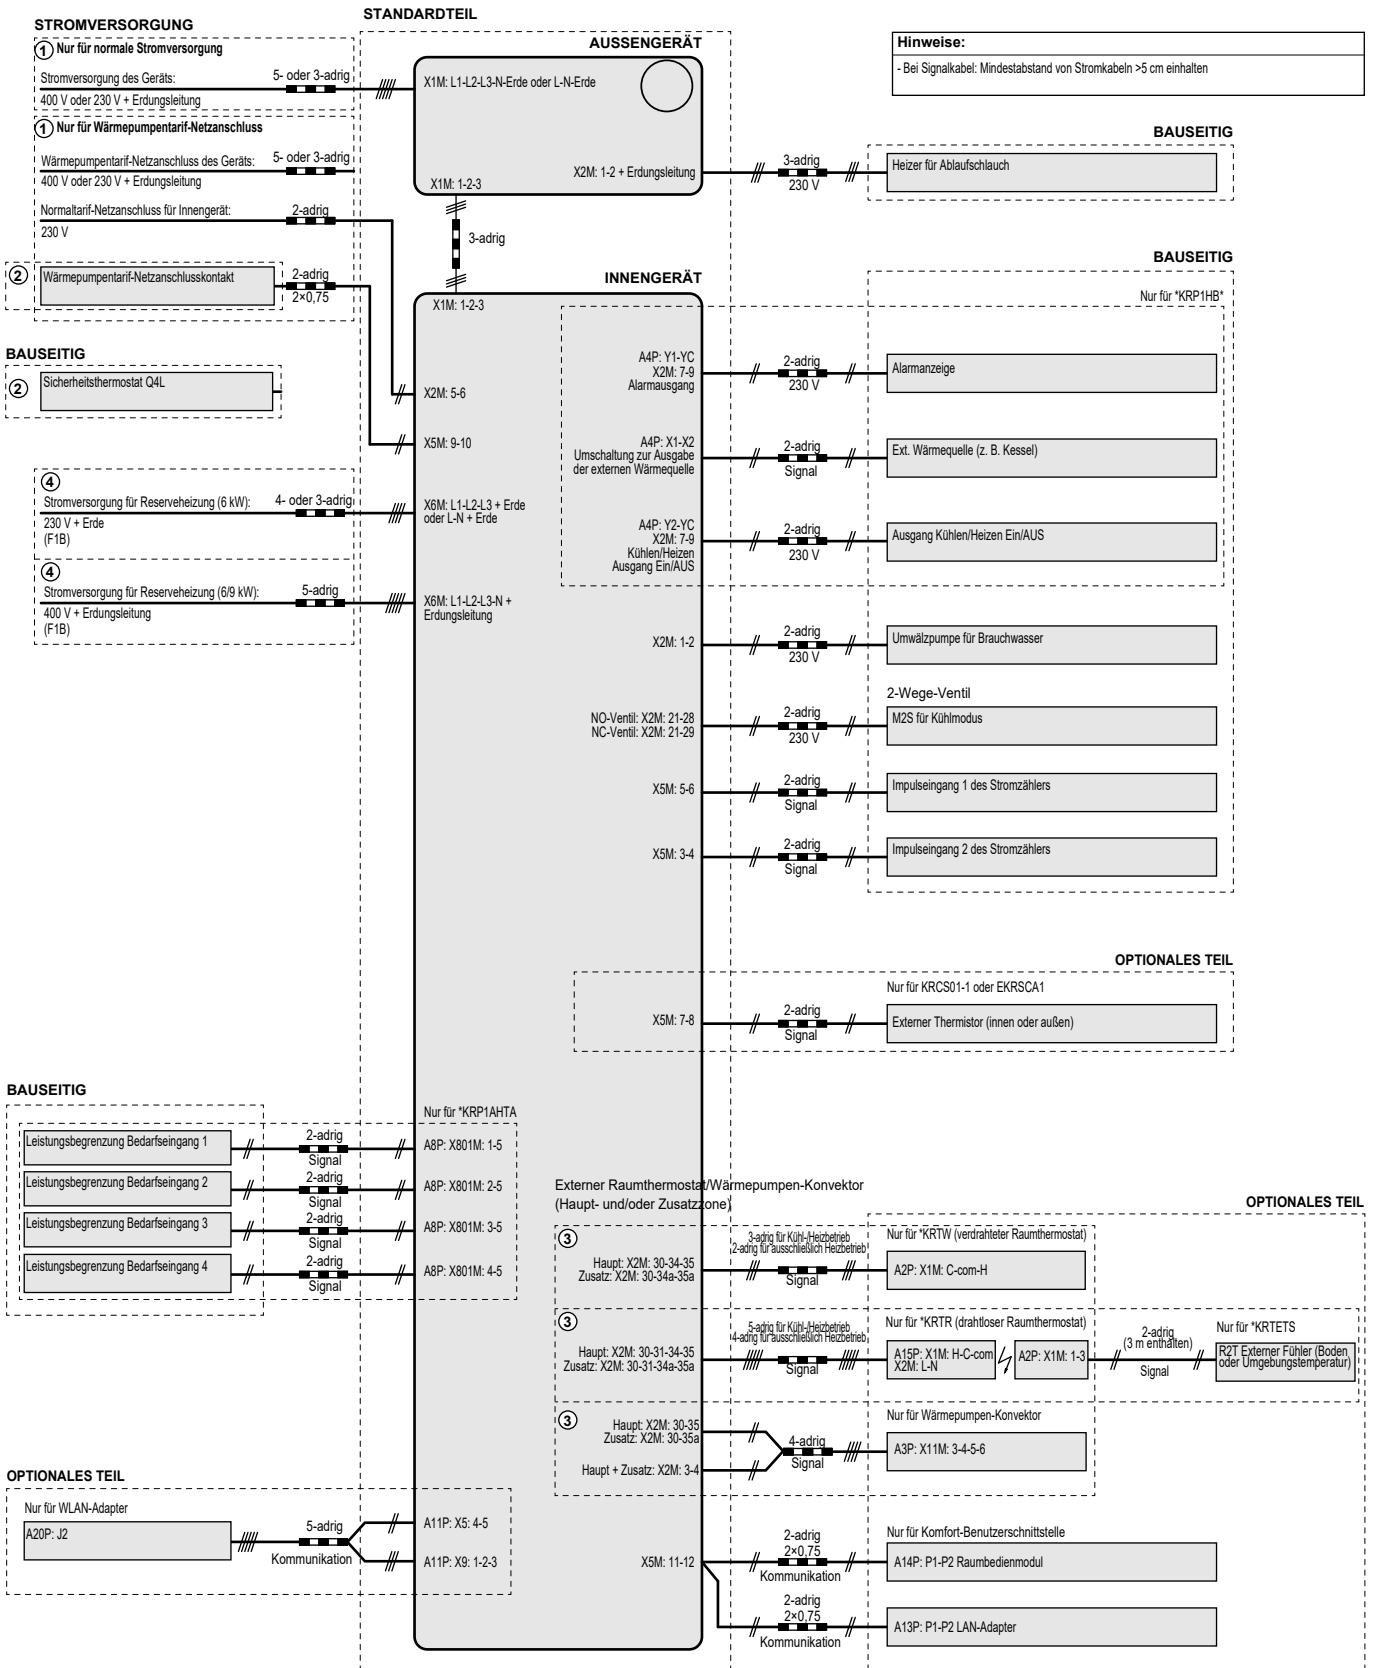 STROMVERSORGUNG
① Nur für normale Stromversorgung
Stromversorgung des Geräts:
5- oder 3-adrig
400 V oder 230 V + Erdungsleitung
① Nur für Wärmepumpentarif-Netzanschluss
Wärmepumpentarif-Netzanschluss des Geräts:
5- oder 3-adrig
400 V oder 230 V + Erdungsleitung
Normaltarif-Netzanschluss für Innengerät:
2-adrig
230 V
②
Wärmepumpentarif-Netzanschlusskontakt
2-adrig
2×0,75
BAUSEITIG
②
Sicherheitsthermostat Q4L
④
Stromversorgung für Reserveheizung (6 kW):
4- oder 3-adrig
230 V + Erde
(F1B)
④
Stromversorgung für Reserveheizung (6/9 kW):
5-adrig
400 V + Erdungsleitung
(F1B)
STANDARDTEIL
AUSSENGERÄT
X1M: L1-L2-L3-N-Erde oder L-N-Erde
X2M: 1-2 + Erdungsleitung
X1M: 1-2-3
3-adrig
INNENGERÄT
X1M: 1-2-3
X2M: 5-6
X5M: 9-10
X6M: L1-L2-L3 + Erde
oder L-N + Erde
X6M: L1-L2-L3-N +
Erdungsleitung
Hinweise:
- Bei Signalkabel: Mindestabstand von Stromkabeln >5 cm einhalten
BAUSEITIG
3-adrig
230 V
Heizer für Ablaufschlauch
BAUSEITIG
Nur für *KRP1HB*
A4P: Y1-YC
X2M: 7-9
Alarmausgang
2-adrig
230 V
Alarmanzeige
A4P: X1-X2
Umschaltung zur Ausgabe
der externen Wärmequelle
2-adrig
Signal
Ext. Wärmequelle (z. B. Kessel)
A4P: Y2-YC
X2M: 7-9
Kühlen/Heizen
Ausgang Ein/AUS
2-adrig
230 V
Ausgang Kühlen/Heizen Ein/AUS
X2M: 1-2
2-adrig
230 V
Umwälzpumpe für Brauchwasser
2-Wege-Ventil
NO-Ventil: X2M: 21-28
NC-Ventil: X2M: 21-29
2-adrig
230 V
M2S für Kühlmodus
X5M: 5-6
2-adrig
Signal
Impulseingang 1 des Stromzählers
X5M: 3-4
2-adrig
Signal
Impulseingang 2 des Stromzählers
OPTIONALES TEIL
Nur für KRCS01-1 oder EKRSCA1
X5M: 7-8
2-adrig
Signal
Externer Thermistor (innen oder außen)
BAUSEITIG
Nur für *KRP1AHTA
Leistungsbegrenzung Bedarfseingang 1
2-adrig
Signal
A8P: X801M: 1-5
Leistungsbegrenzung Bedarfseingang 2
2-adrig
Signal
A8P: X801M: 2-5
Leistungsbegrenzung Bedarfseingang 3
2-adrig
Signal
A8P: X801M: 3-5
Leistungsbegrenzung Bedarfseingang 4
2-adrig
Signal
A8P: X801M: 4-5
Externer Raumthermostat/Wärmepumpen-Konvektor
(Haupt- und/oder Zusatzzone)
OPTIONALES TEIL
③
Haupt: X2M: 30-34-35
Zusatz: X2M: 30-34a-35a
3-adrig für Kühl-/Heizbetrieb
2-adrig für ausschließlich Heizbetrieb
Signal
Nur für *KRTW (verdrahteter Raumthermostat)
A2P: X1M: C-com-H
③
Haupt: X2M: 30-31-34-35
Zusatz: X2M: 30-31-34a-35a
5-adrig für Kühl-/Heizbetrieb
4-adrig für ausschließlich Heizbetrieb
Signal
Nur für *KRTR (drahtloser Raumthermostat)
A15P: X1M: H-C-com
X2M: L-N
A2P: X1M: 1-3
2-adrig
(3 m enthalten)
Signal
Nur für *KRTETS
R2T Externer Fühler (Boden
oder Umgebungstemperatur)
③
Haupt: X2M: 30-35
Zusatz: X2M: 30-35a
Haupt + Zusatz: X2M: 3-4
4-adrig
Signal
Nur für Wärmepumpen-Konvektor
A3P: X11M: 3-4-5-6
OPTIONALES TEIL
Nur für WLAN-Adapter
A20P: J2
5-adrig
Kommunikation
A11P: X5: 4-5
A11P: X9: 1-2-3
X5M: 11-12
2-adrig
2×0,75
Kommunikation
Nur für Komfort-Benutzerschnittstelle
A14P: P1-P2 Raumbedienmodul
2-adrig
2×0,75
Kommunikation
A13P: P1-P2 LAN-Adapter